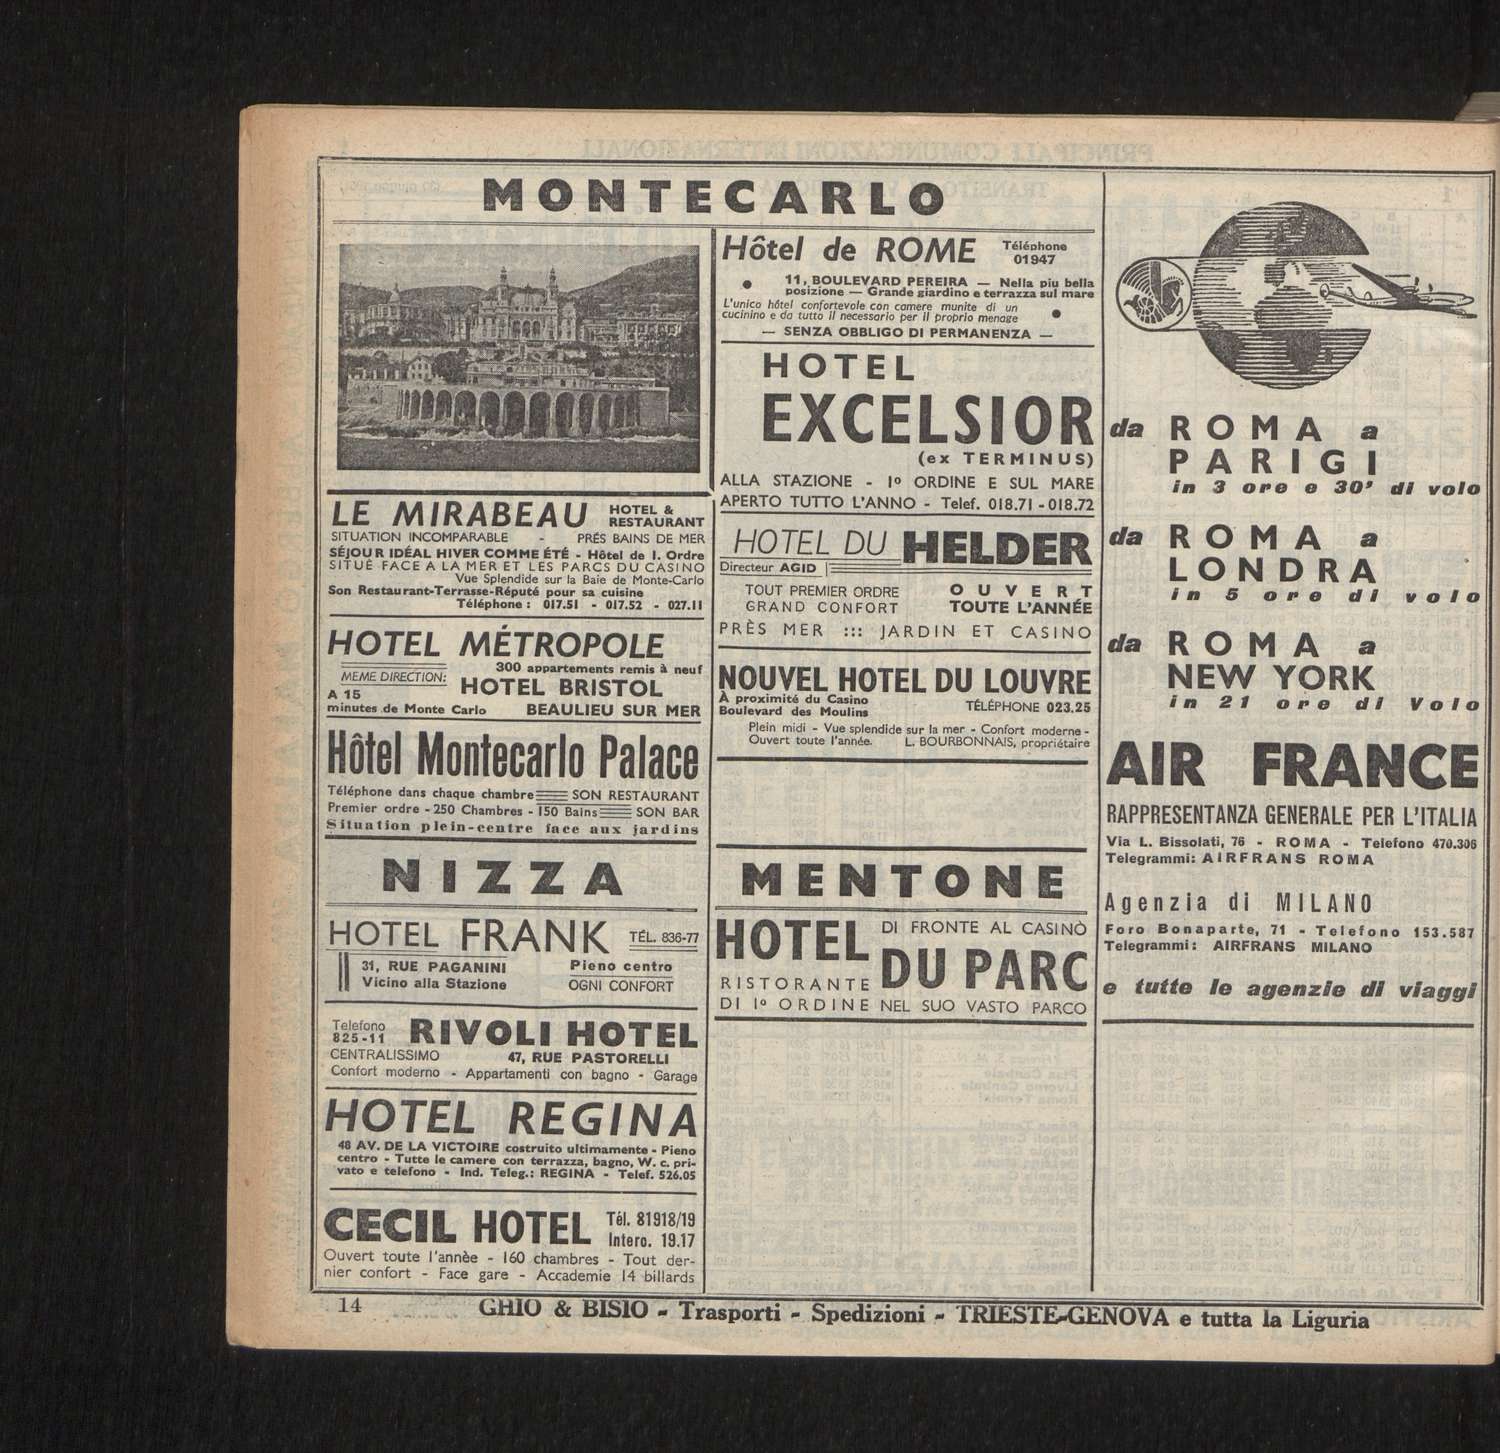 MONTECARLO
LE MIRABEAU HOTEL &
RESTAURANT
SITUATION INCOMPARABLE - PRÉS BAINS DE MER
SÉJOUR IDÉAL HIVER COMME ÉTÉ - Hôtel de I. Ordre
SITUÉ FACE A LA MER ET LES PARCS DU CASINO
Vue Splendide sur la Baie de Monte-Carlo
Son Restaurant-Terrasse-Réputé pour sa cuisine
Téléphone : 017.51 - 017.52 - 027.11
HOTEL MÉTROPOLE
300 appartements remis à neuf
MEME DIRECTION: HOTEL BRISTOL
A 15
minutes de Monte Carlo BEAULIEU SUR MER
Hôtel Montecarlo Palace
Téléphone dans chaque chambre SON RESTAURANT
Premier ordre - 250 Chambres - 150 Bains SON BAR
Situation plein-centre face aux jardins
NIZZA
HOTEL FRANK TÉL. 836-77
31, RUE PAGANINI Pieno centro
Vicino alla Stazione OGNI CONFORT
Telefono
825-11 RIVOLI HOTEL
CENTRALISSIMO 47, RUE PASTORELLI
Confort moderno - Appartamenti con bagno - Garage
HOTEL REGINA
48 AV. DE LA VICTOIRE costruito ultimamente - Pieno
centro - Tutte le camere con terrazza, bagno, W. c. pri-
vato e telefono - Ind. Teleg.: REGINA - Telef. 526.05
CECIL HOTEL Tél. 81918/19
Intero. 19.17
Ouvert toute l'annèe - 160 chambres - Tout der-
nier confort - Face gare - Accademie 14 billards
Hôtel de ROME Téléphone
01947
11, BOULEVARD PEREIRA — Nella piu bella
posizione — Grande giardino e terrazza sul mare
L'unico hôtel confortevole con camere munite di un
cucinino e da tutto il necessario per il proprio menage
— SENZA OBBLIGO DI PERMANENZA —
HOTEL
EXCELSIOR
(ex TERMINUS)
ALLA STAZIONE - 1º ORDINE E SUL MARE
APERTO TUTTO L'ANNO - Telef. 018.71 - 018.72
HOTEL DU HELDER
Directeur AGID
TOUT PREMIER ORDRE OUVERT
GRAND CONFORT TOUTE L'ANNÉE
PRÈS MER ::: JARDIN ET CASINO
NOUVEL HOTEL DU LOUVRE
À proximité du Casino
Boulevard des Moulins TÉLÉPHONE 023.25
Plein midi - Vue splendide sur la mer - Confort moderne -
Ouvert toute l'année. L. BOURBONNAIS, propriétaire
MENTONE
HOTEL DI FRONTE AL CASINÒ
DU PARC
RISTORANTE
DI 1º ORDINE NEL SUO VASTO PARCO
da ROMA a
PARIGI
in 3 ore e 30' di volo
da ROMA a
LONDRA
in 5 ore di volo
da ROMA a
NEW YORK
in 21 ore di Volo
AIR FRANCE
RAPPRESENTANZA GENERALE PER L'ITALIA
Via L. Bissolati, 76 - ROMA - Telefono 470.306
Telegrammi: AIRFRANS ROMA
Agenzia di MILANO
Foro Bonaparte, 71 - Telefono 153.587
Telegrammi: AIRFRANS MILANO
e tutte le agenzie di viaggi
14 GHIO & BISIO - Trasporti - Spedizioni - TRIESTE-GENOVA e tutta la Liguria